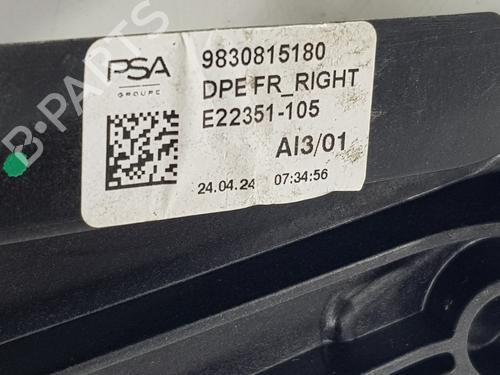 PSA
GROUPE
9830815180
DPE FR_RIGHT
E22351-105
AI3/01
24.04.24 07:34:56
B-PARTS